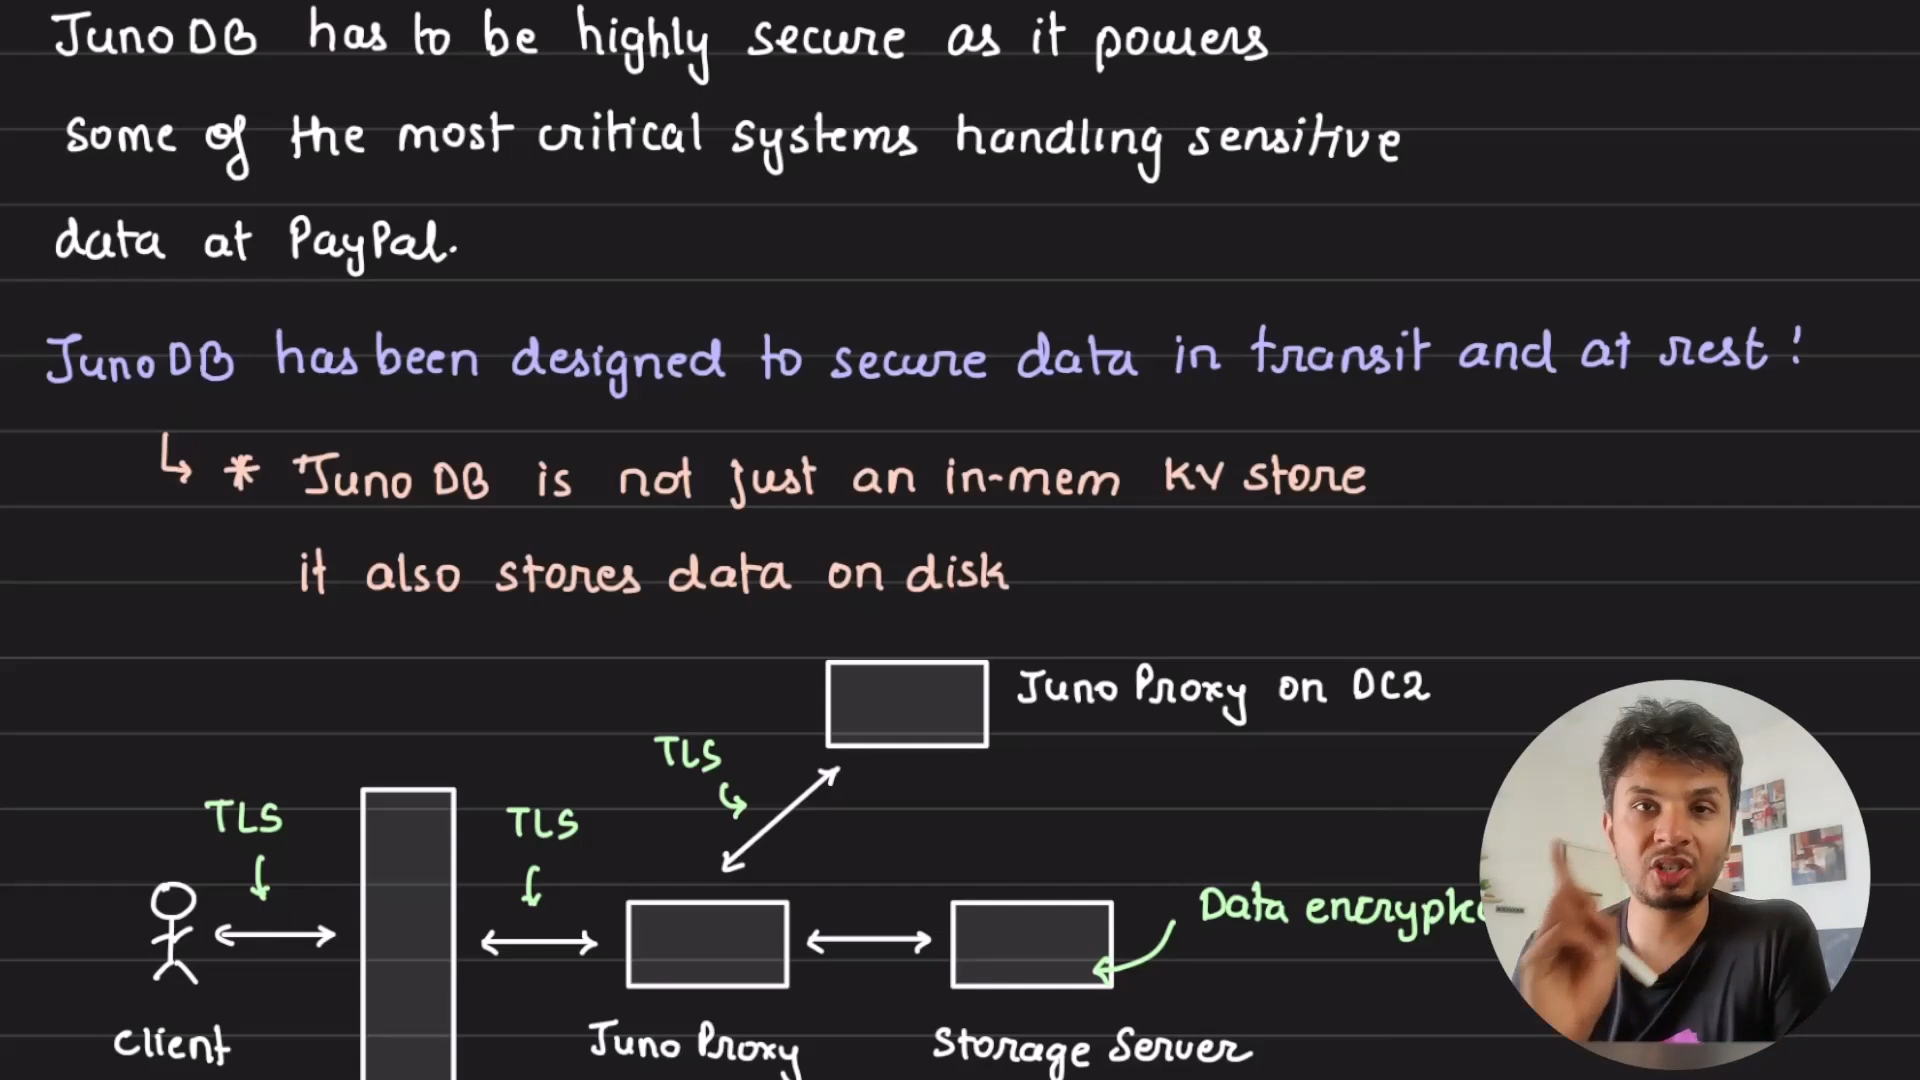 JunoDB has to be highly secure as it powers
some of the most critical systems handling sensitive
data at PayPal.
JunoDB has been designed to secure data in transit and at rest!
* JunoDB is not just an in-mem KV store
it also stores data on disk
Juno Proxy on DC2
TLS
TLS
TLS
Data
Client
Juno Proxy
Storage Server